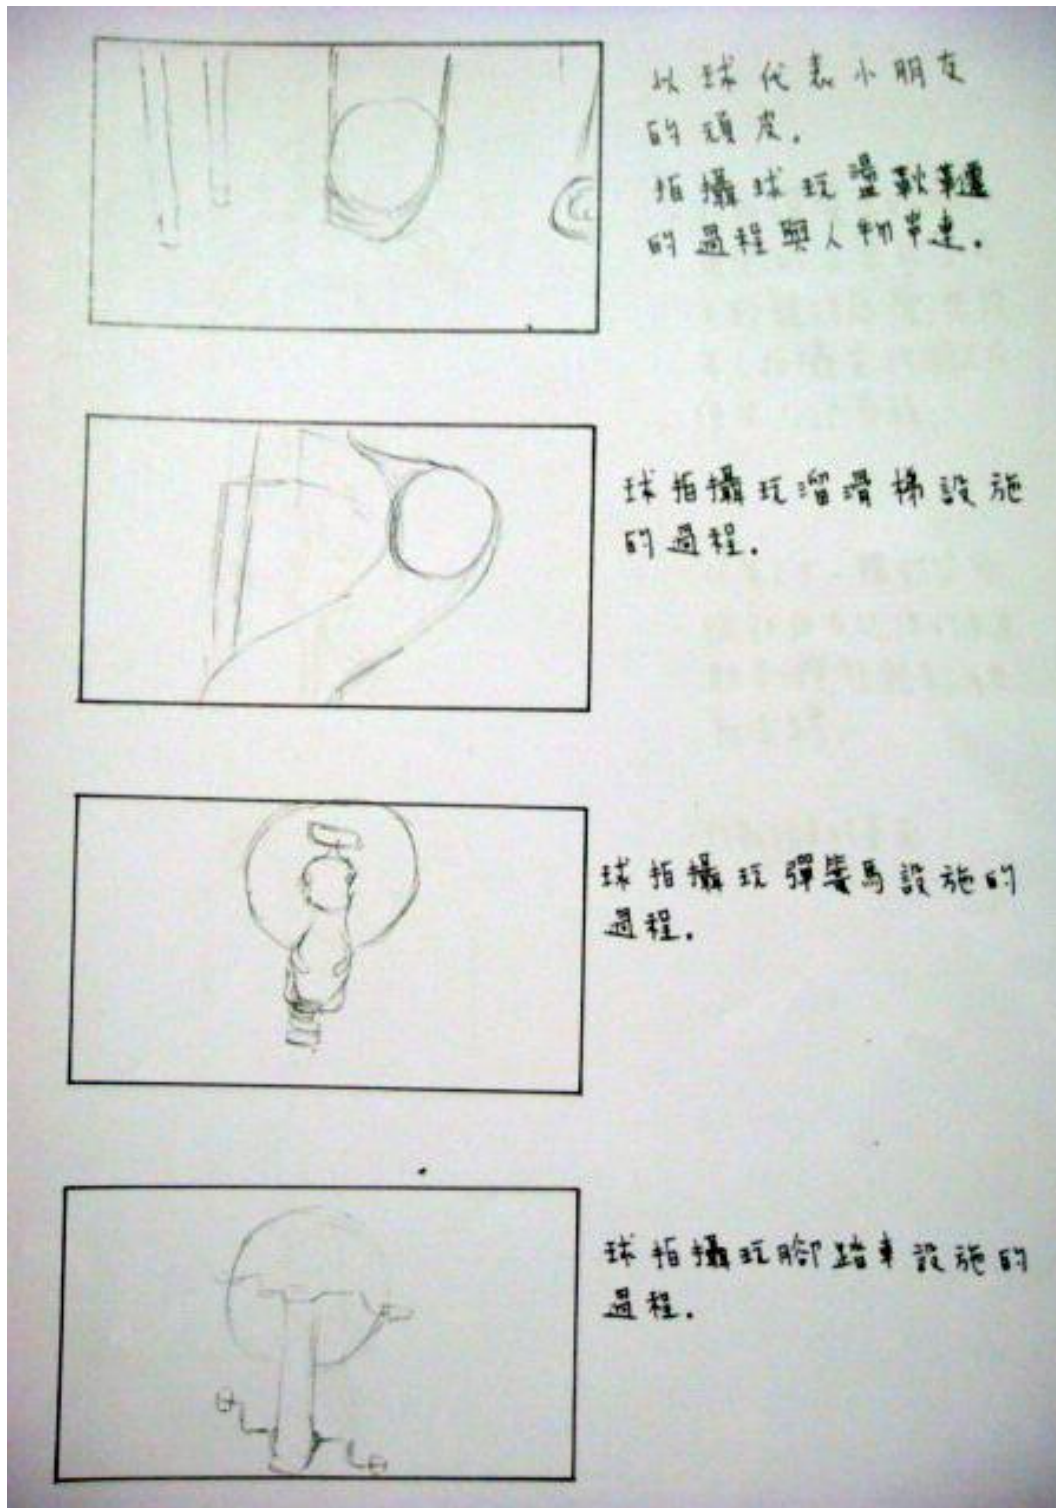 以球代表小朋友
的頑皮.
拍攝球玩盪鞦韆
的過程與人物串連.
球拍攝玩溜滑梯設施
的過程.
球拍攝玩彈簧馬設施的
過程.
球拍攝玩腳踏車設施的
過程.